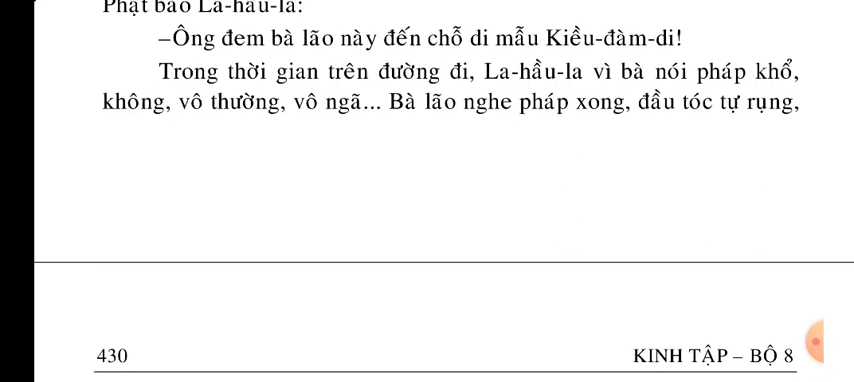 Phật bảo La-hầu-la:
–Ông đem bà lão này đến chỗ di mẫu Kiều-đàm-di!
Trong thời gian trên đường đi, La-hầu-la vì bà nói pháp khổ,
không, vô thường, vô ngã... Bà lão nghe pháp xong, đầu tóc tự rụng,
430
KINH TẬP – BỘ 8